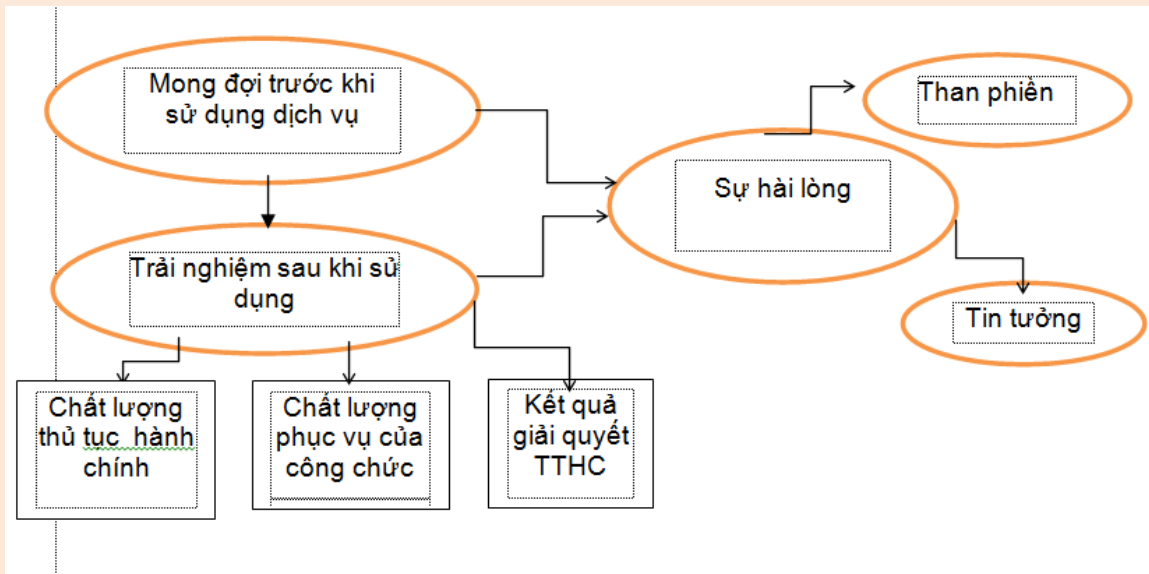 Mong đợi trước khi
sử dụng dịch vụ
Than phiền
Sự hài lòng
Trải nghiệm sau khi sử
dụng
Tin tưởng
Chất lượng
thủ tục hành
chính
Chất lượng
phục vụ của
công chức
Kết quả
giải quyết
TTHC